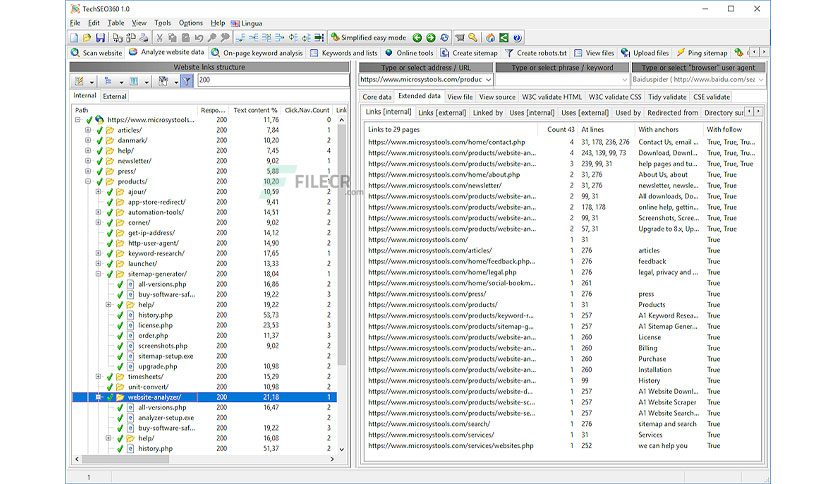 TechSEO360 1.0
File Edit Data Table View Tools Options Help Lingua
Simplified easy mode
Scan website Analyze website data On-page keyword analysis Keywords and lists Online tools Create sitemap Create robots.txt View files Upload files Ping sitemap
Website links structure
Type or select address / URL Type or select phrase / keyword Type or select "browser" user agent
200
https://www.microsystools.com/produc Baiduspider ( http://www.baidu.com/sea
Internal External
Core data Extended data View file View source W3C validate HTML W3C validate CSS Tidy validate CSE validate
Links [internal] Links [external] Linked by Uses [internal] Uses [external] Used by Redirected from Directory sum
Path Respo... Text content % Click.Nav.Count Link
https://www.microsystools... 200 11,76 0
articles/ 200 7,84 1
danmark/ 200 10,20 2
help/ 200 7,45 4
newsletter/ 200 9,02 2
press/ 200 5,88 1
products/ 200 10,20 2
ajour/ 200 10,59 2
app-store-redirect/ 200 9,41 2
automation-tools/ 200 14,51 2
corner/ 200 9,02 2
get-ip-address/ 200 14,12 2
http-user-agent/ 200 14,90 2
keyword-research/ 200 17,65 1
launcher/ 200 13,33 2
sitemap-generator/ 200 18,04 1
all-versions.php 200 16,86 2
buy-software-saf... 200 19,22 3
help/ 200 19,22 2
history.php 200 53,73 2
license.php 200 23,53 3
order.php 200 11,37 3
screenshots.php 200 9,02 2
sitemap-setup.exe 200 2
upgrade.php 200 10,98 2
timesheets/ 200 15,29 2
unit-convert/ 200 10,98 2
website-analyzer/ 200 21,18 1
all-versions.php 200 16,47 2
analyzer-setup.exe 200 2
buy-software-saf... 200 19,22 3
help/ 200 16,08 2
history.php 200 51,37 2
Links to 29 pages Count 43 At lines With anchors With follow
https://www.microsystools.com/home/contact.php 4 31, 178, 236, 276 Contact Us, email ... True, True, Tru...
https://www.microsystools.com/products/website-an... 4 243, 139, 99, 73 Download, Downl... True, True, Tru...
https://www.microsystools.com/products/website-an... 3 239, 99, 31 help pages and tu... True, True, True
https://www.microsystools.com/home/about.php 2 31, 276 About Us, about True, True
https://www.microsystools.com/newsletter/ 2 31, 276 newsletter, newsle... True, True
https://www.microsystools.com/products/website-an... 2 99, 31 All downloads, Do... True, True
https://www.microsystools.com/products/website-an... 2 178, 178 online help, gettin... True, True
https://www.microsystools.com/products/website-an... 2 99, 31 Screenshots, Scree... True, True
https://www.microsystools.com/products/website-an... 2 57, 31 Upgrade to 8.x, Up... True, True
https://www.microsystools.com/ 1 31 True
https://www.microsystools.com/articles/ 1 276 articles True
https://www.microsystools.com/home/feedback.php... 1 276 feedback True
https://www.microsystools.com/home/legal.php 1 276 legal, privacy and ... True
https://www.microsystools.com/home/social-bookm... 1 261 True
https://www.microsystools.com/press/ 1 276 press True
https://www.microsystools.com/products/ 1 31 Products True
https://www.microsystools.com/products/keyword-r... 1 257 A1 Keyword Resea... True
https://www.microsystools.com/products/sitemap-g... 1 257 A1 Sitemap Gener... True
https://www.microsystools.com/products/website-an... 1 260 License True
https://www.microsystools.com/products/website-an... 1 260 Billing True
https://www.microsystools.com/products/website-an... 1 260 Purchase True
https://www.microsystools.com/products/website-an... 1 260 Installation True
https://www.microsystools.com/products/website-an... 1 99 History True
https://www.microsystools.com/products/website-d... 1 257 A1 Website Downl... True
https://www.microsystools.com/products/website-sc... 1 257 A1 Website Scraper True
https://www.microsystools.com/products/website-se... 1 257 A1 Website Search... True
https://www.microsystools.com/search/ 1 276 sitemap and search True
https://www.microsystools.com/services/ 1 31 Services True
https://www.microsystools.com/services/websites.php 1 252 we can help you True
FILECR
.com
1